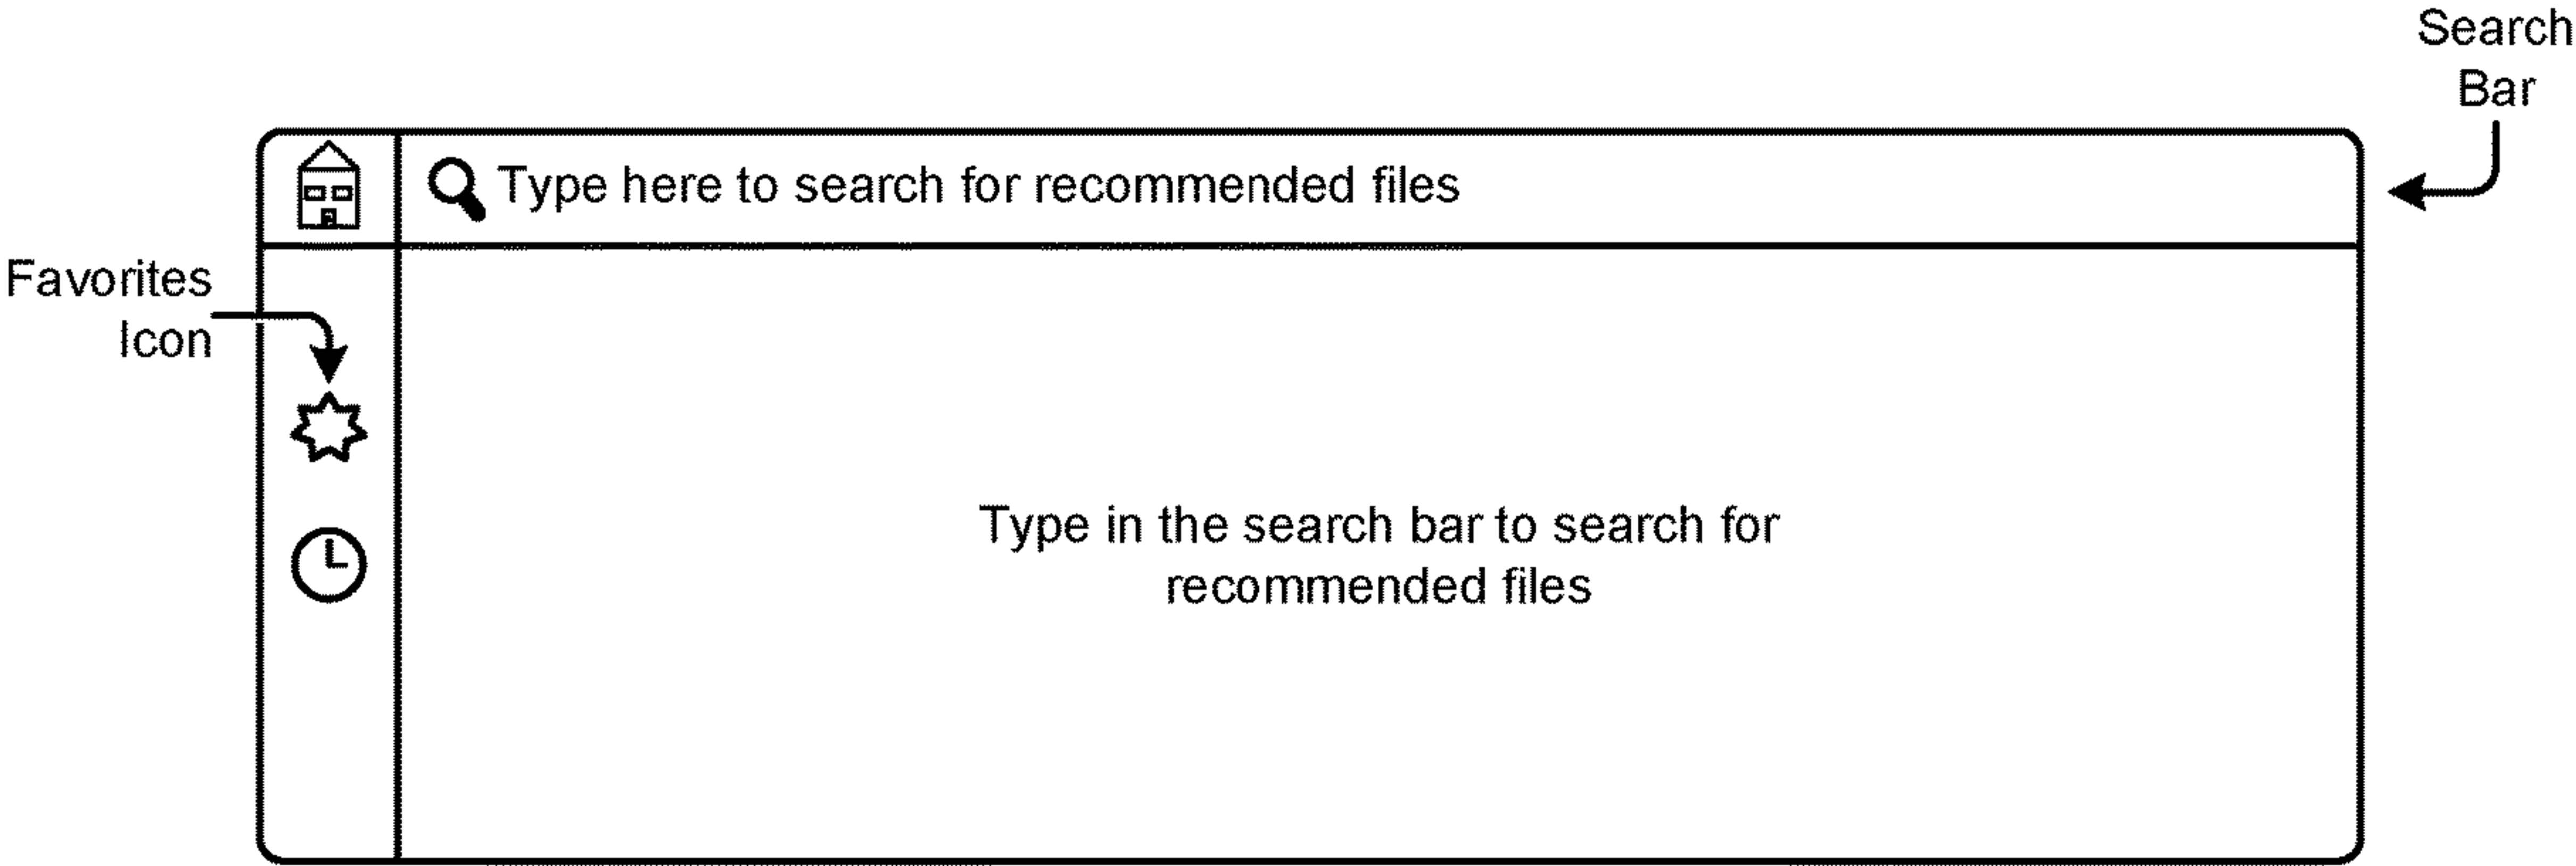 Search
Bar
Type here to search for recommended files
Favorites
Icon
Type in the search bar to search for
recommended files